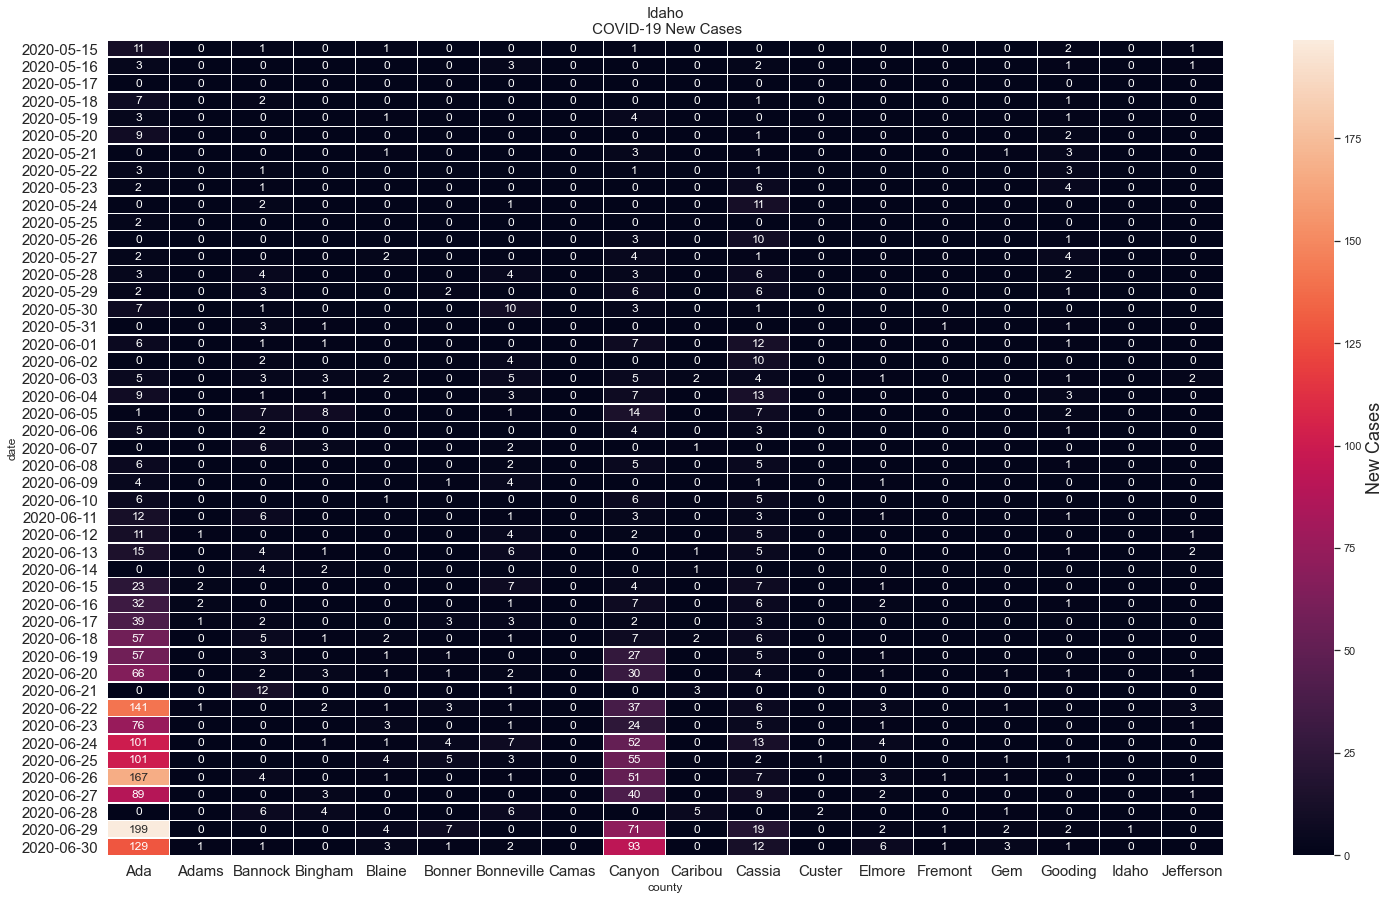 Idaho
COVID-19 New Cases
2020-05-15 11 0 1 0 1 0 0 0 1 0 0 0 0 0 0 2 0 1
2020-05-16 3 0 0 0 0 0 3 0 0 0 2 0 0 0 0 1 0 1
2020-05-17 0 0 0 0 0 0 0 0 0 0 0 0 0 0 0 0 0 0
2020-05-18 7 0 2 0 0 0 0 0 0 0 1 0 0 0 0 1 0 0
2020-05-19 3 0 0 0 1 0 0 0 4 0 0 0 0 0 0 1 0 0
2020-05-20 9 0 0 0 0 0 0 0 0 0 1 0 0 0 0 2 0 0
2020-05-21 0 0 0 0 1 0 0 0 3 0 1 0 0 0 1 3 0 0
2020-05-22 3 0 1 0 0 0 0 0 1 0 1 0 0 0 0 3 0 0
2020-05-23 2 0 1 0 0 0 0 0 0 0 6 0 0 0 0 4 0 0
2020-05-24 0 0 2 0 0 0 1 0 0 0 11 0 0 0 0 0 0 0
2020-05-25 2 0 0 0 0 0 0 0 0 0 0 0 0 0 0 0 0 0
2020-05-26 0 0 0 0 0 0 0 0 3 0 10 0 0 0 0 1 0 0
2020-05-27 2 0 0 0 2 0 0 0 4 0 1 0 0 0 0 4 0 0
2020-05-28 3 0 4 0 0 0 4 0 3 0 6 0 0 0 0 2 0 0
2020-05-29 2 0 3 0 0 2 0 0 6 0 6 0 0 0 0 1 0 0
2020-05-30 7 0 1 0 0 0 10 0 3 0 1 0 0 0 0 0 0 0
2020-05-31 0 0 3 1 0 0 0 0 0 0 0 0 0 1 0 1 0 0
2020-06-01 6 0 1 1 0 0 0 0 7 0 12 0 0 0 0 0 0 0
2020-06-02 0 0 2 0 0 0 4 0 0 0 10 0 0 0 0 0 0 0
2020-06-03 5 0 3 3 2 0 5 0 5 2 4 0 1 0 0 1 0 2
2020-06-04 9 0 1 1 0 0 3 0 7 0 13 0 0 0 0 3 0 0
2020-06-05 1 0 7 8 0 0 1 0 14 0 7 0 0 0 0 2 0 0
2020-06-06 5 0 2 0 0 0 0 0 4 0 3 0 0 0 0 1 0 0
2020-06-07 0 0 6 3 0 0 2 0 0 1 0 0 0 0 0 0 0 0
2020-06-08 6 0 0 0 0 0 2 0 5 0 5 0 0 0 0 1 0 0
2020-06-09 4 0 0 0 0 1 4 0 0 0 1 0 1 0 0 0 0 0
2020-06-10 6 0 0 0 1 0 0 0 6 0 5 0 0 0 0 0 0 0
2020-06-11 12 0 6 0 0 0 1 0 3 0 3 0 1 0 0 1 0 0
2020-06-12 11 1 0 0 0 0 4 0 2 0 5 0 0 0 0 0 0 1
2020-06-13 15 0 4 1 0 0 6 0 0 1 5 0 0 0 0 1 0 2
2020-06-14 0 0 4 2 0 0 0 0 0 1 0 0 0 0 0 0 0 0
2020-06-15 23 2 0 0 0 0 7 0 4 0 7 0 1 0 0 0 0 0
2020-06-16 32 2 0 0 0 0 1 0 7 0 6 0 2 0 0 1 0 0
2020-06-17 39 1 2 0 0 3 3 0 2 0 3 0 0 0 0 0 0 0
2020-06-18 57 0 5 1 2 0 1 0 7 2 6 0 0 0 0 0 0 0
2020-06-19 57 0 3 0 1 1 0 0 27 0 5 0 1 0 0 0 0 0
2020-06-20 66 0 2 3 1 1 2 0 30 0 4 0 1 0 1 1 0 1
2020-06-21 0 0 12 0 0 0 1 0 0 3 0 0 0 0 0 0 0 0
2020-06-22 141 1 0 2 1 3 1 0 37 0 6 0 3 0 1 0 0 3
2020-06-23 76 0 0 0 3 0 1 0 24 0 5 0 1 0 0 0 0 1
2020-06-24 101 0 0 1 1 4 7 0 52 0 13 0 4 0 0 0 0 0
2020-06-25 101 0 0 0 4 5 3 0 55 0 2 1 0 0 1 1 0 0
2020-06-26 167 0 4 0 1 0 1 0 51 0 7 0 3 1 1 0 0 1
2020-06-27 89 0 0 3 0 0 0 0 40 0 9 0 2 0 0 0 0 1
2020-06-28 0 0 6 4 0 0 6 0 0 5 0 2 0 0 1 0 0 0
2020-06-29 199 0 0 0 4 7 0 0 71 0 19 0 2 1 2 2 1 0
2020-06-30 129 1 1 0 3 1 2 0 93 0 12 0 6 1 3 1 0 0
Ada Adams Bannock Bingham Blaine Bonner Bonneville Camas Canyon Caribou Cassia Custer Elmore Fremont Gem Gooding Idaho Jefferson
county
date
175
150
125
100
75
50
25
0
New Cases